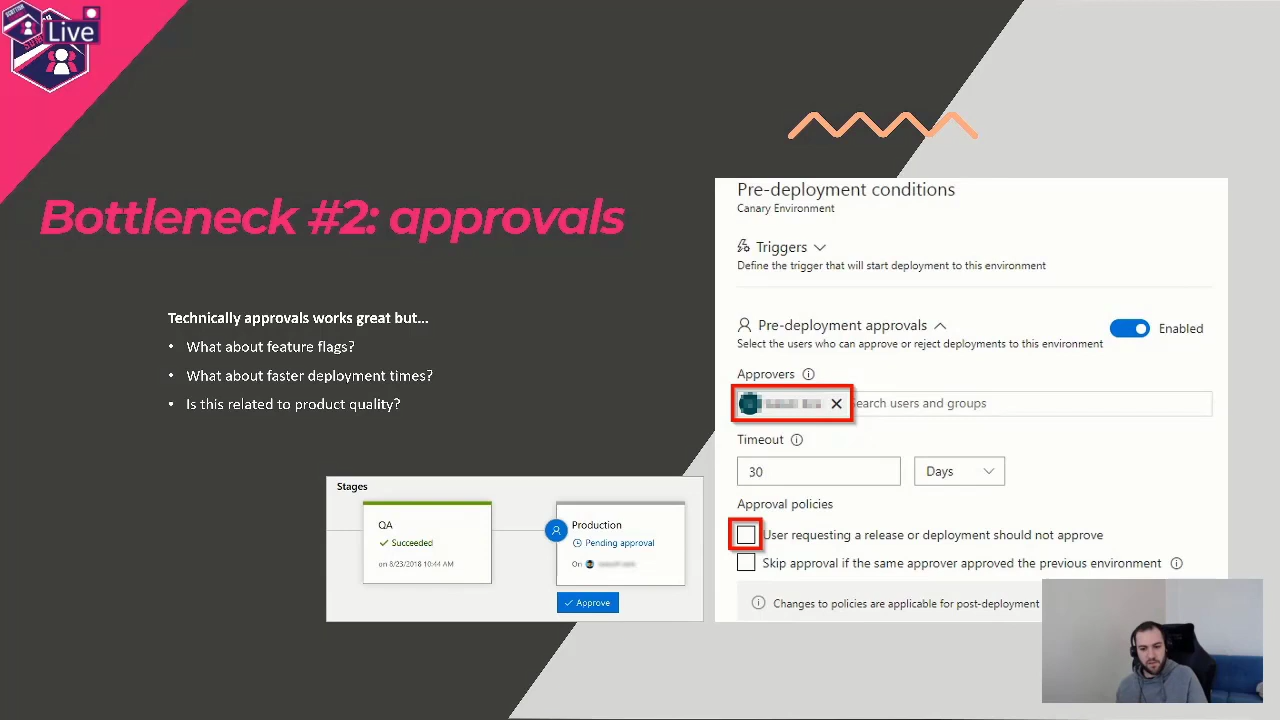 Live
Bottleneck #2: approvals
Technically approvals works great but...
• What about feature flags?
• What about faster deployment times?
• Is this related to product quality?
Stages
QA
Succeeded
on 8/23/2018 10:44 AM
Production
Pending approval
On
Approve
Pre-deployment conditions
Canary Environment
Triggers
Define the trigger that will start deployment to this environment
Pre-deployment approvals
Enabled
Select the users who can approve or reject deployments to this environment
Approvers
earch users and groups
Timeout
30
Days
Approval policies
User requesting a release or deployment should not approve
Skip approval if the same approver approved the previous environment
Changes to policies are applicable for post-deployment